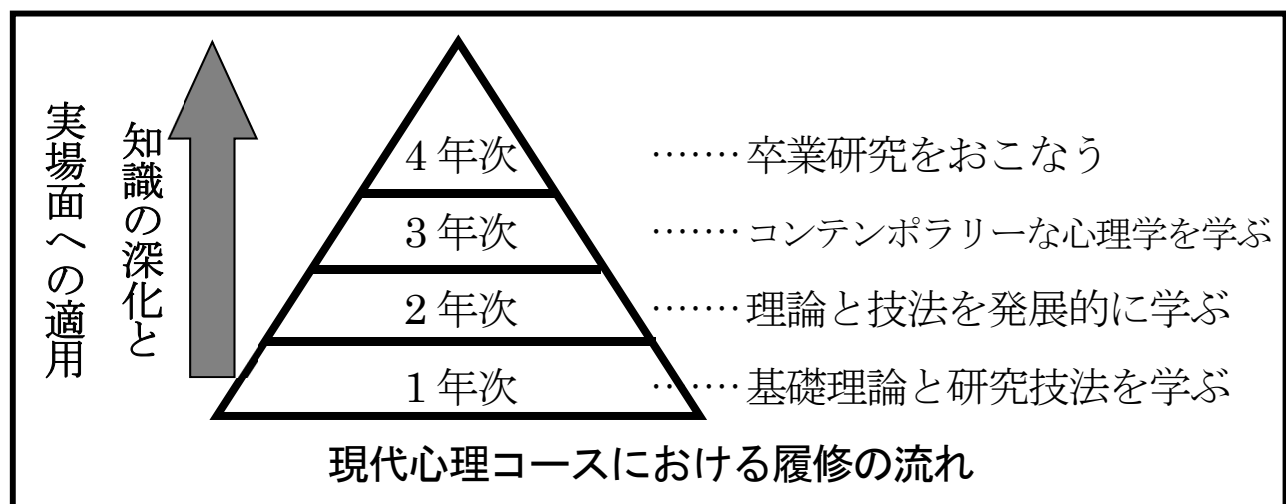 知識の深化と
実場面への適用
4年次 ……. 卒業研究をおこなう
3年次 ……. コンテンポラリーな心理学を学ぶ
2年次 ……. 理論と技法を発展的に学ぶ
1年次 ……. 基礎理論と研究技法を学ぶ
現代心理コースにおける履修の流れ